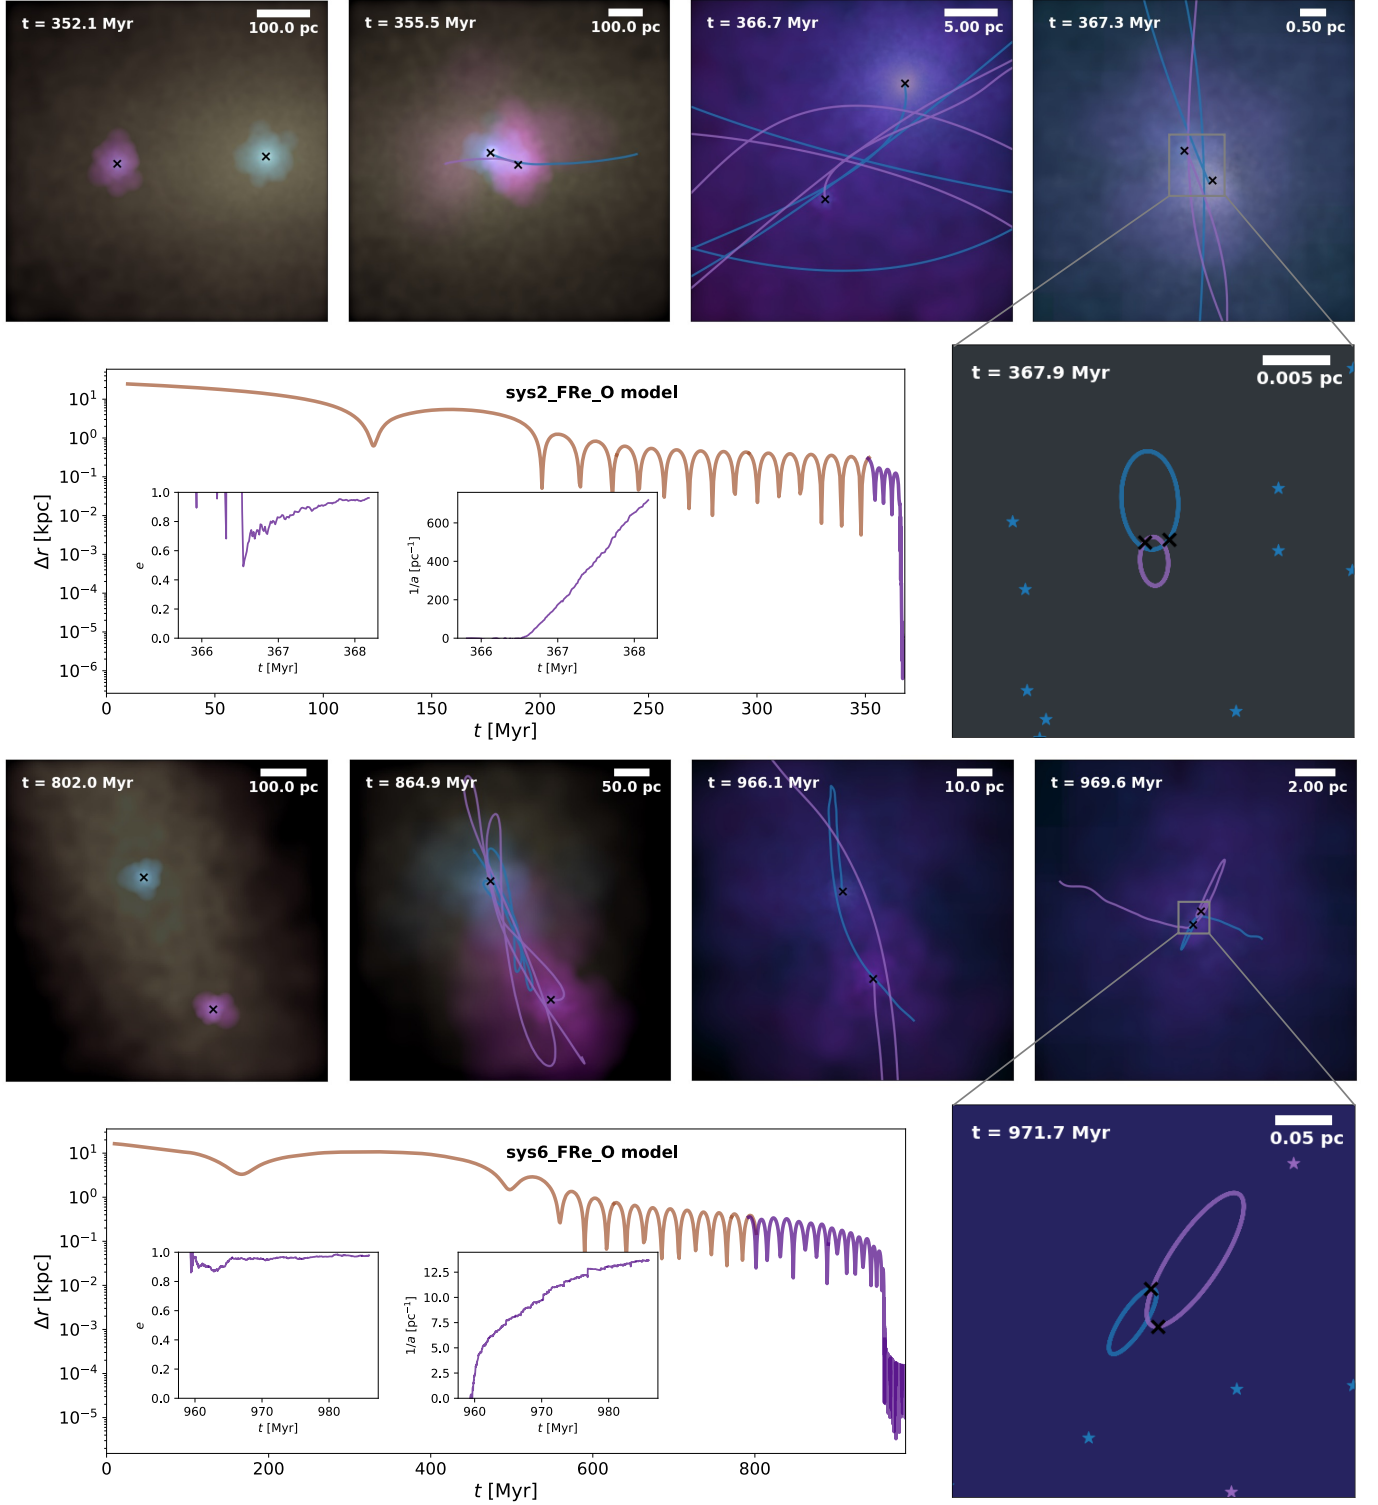 t = 352.1 Myr
100.0 pc
t = 355.5 Myr
100.0 pc
t = 366.7 Myr
5.00 pc
t = 367.3 Myr
0.50 pc
t = 367.9 Myr
0.005 pc
sys2_FRe_O model
Δr [kpc]
10¹
10⁰
10⁻¹
10⁻²
10⁻³
10⁻⁴
10⁻⁵
10⁻⁶
0 50 100 150 200 250 300 350
t [Myr]
e
1.0
0.8
0.6
0.4
0.2
0.0
366 367 368
t [Myr]
1/a [pc⁻¹]
600
400
200
0
366 367 368
t [Myr]
t = 802.0 Myr
100.0 pc
t = 864.9 Myr
50.0 pc
t = 966.1 Myr
10.0 pc
t = 969.6 Myr
2.00 pc
t = 971.7 Myr
0.05 pc
sys6_FRe_O model
Δr [kpc]
10¹
10⁰
10⁻¹
10⁻²
10⁻³
10⁻⁴
10⁻⁵
0 200 400 600 800
t [Myr]
e
1.0
0.8
0.6
0.4
0.2
0.0
960 970 980
t [Myr]
1/a [pc⁻¹]
12.5
10.0
7.5
5.0
2.5
0.0
960 970 980
t [Myr]